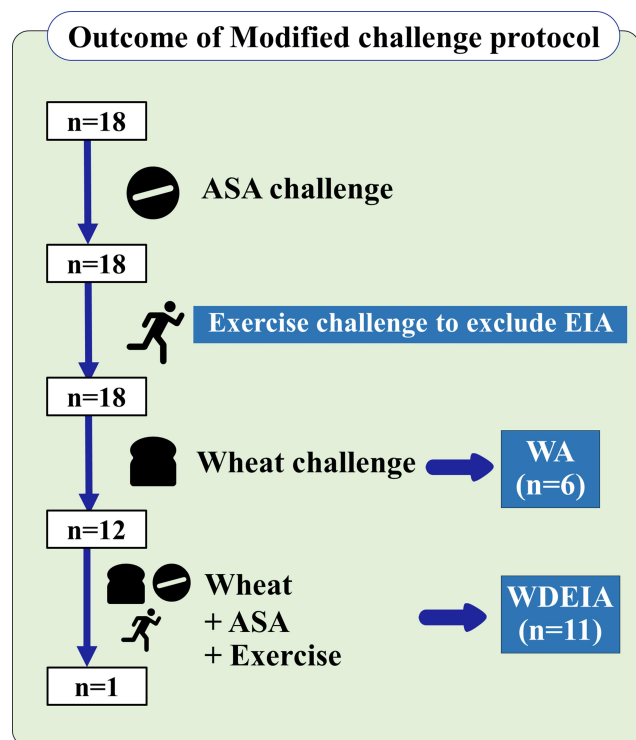 Outcome of Modified challenge protocol
n=18
ASA challenge
n=18
Exercise challenge to exclude EIA
n=18
Wheat challenge
WA
(n=6)
n=12
Wheat
+ ASA
+ Exercise
WDEIA
(n=11)
n=1